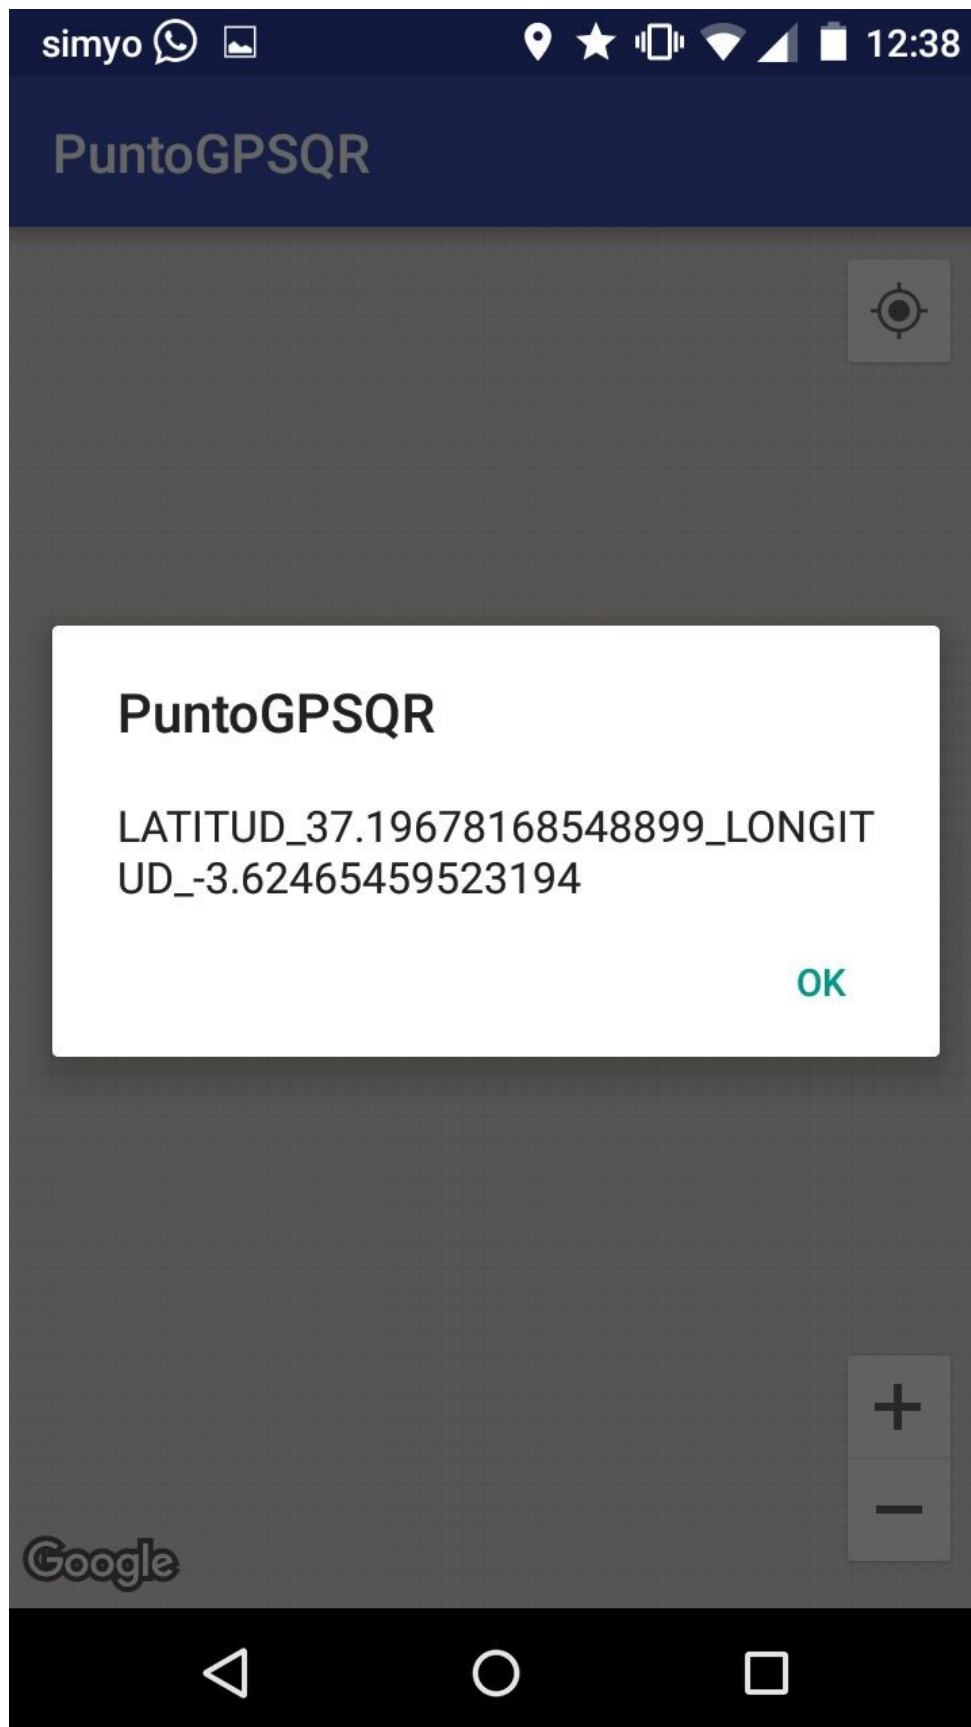 simyo 12:38
PuntoGPSQR
PuntoGPSQR
LATITUD_37.19678168548899_LONGIT
UD_-3.62465459523194
OK
Google